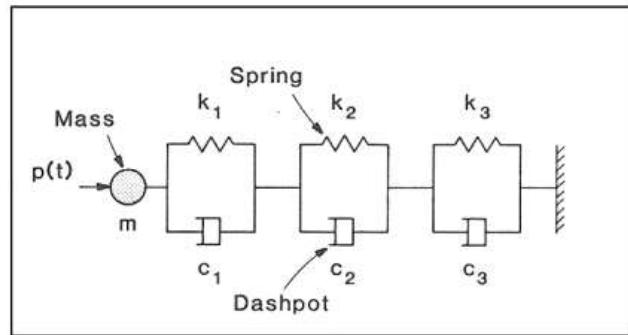 Spring
k1 k2 k3
Mass
p(t)
m
c1 c2 c3
Dashpot